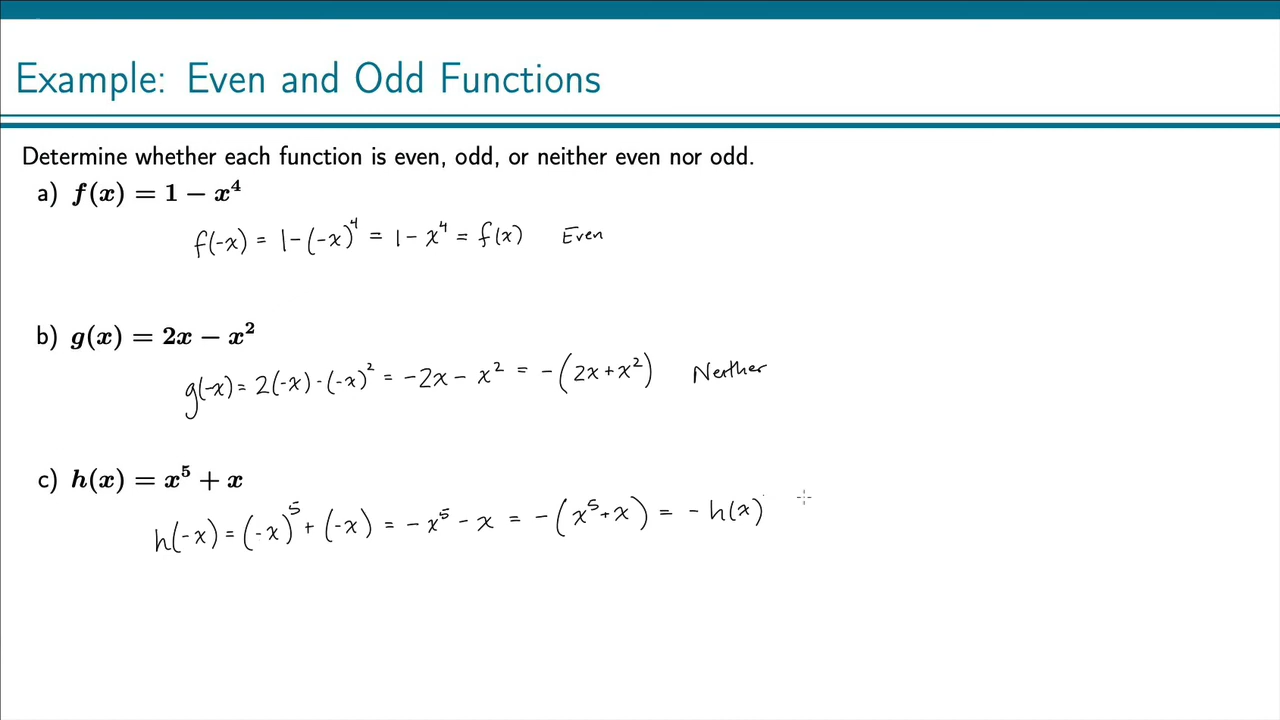 Example: Even and Odd Functions
Determine whether each function is even, odd, or neither even nor odd.
a) f(x) = 1 − x⁴
f(-x) = 1-(-x)⁴ = 1- x⁴ = f(x) Even
b) g(x) = 2x − x²
g(-x) = 2(-x) - (-x)² = -2x - x² = -(2x+x²) Neither
c) h(x) = x⁵ + x
h(-x) = (-x)⁵ + (-x) = -x⁵ - x = -(x⁵+x) = -h(x)